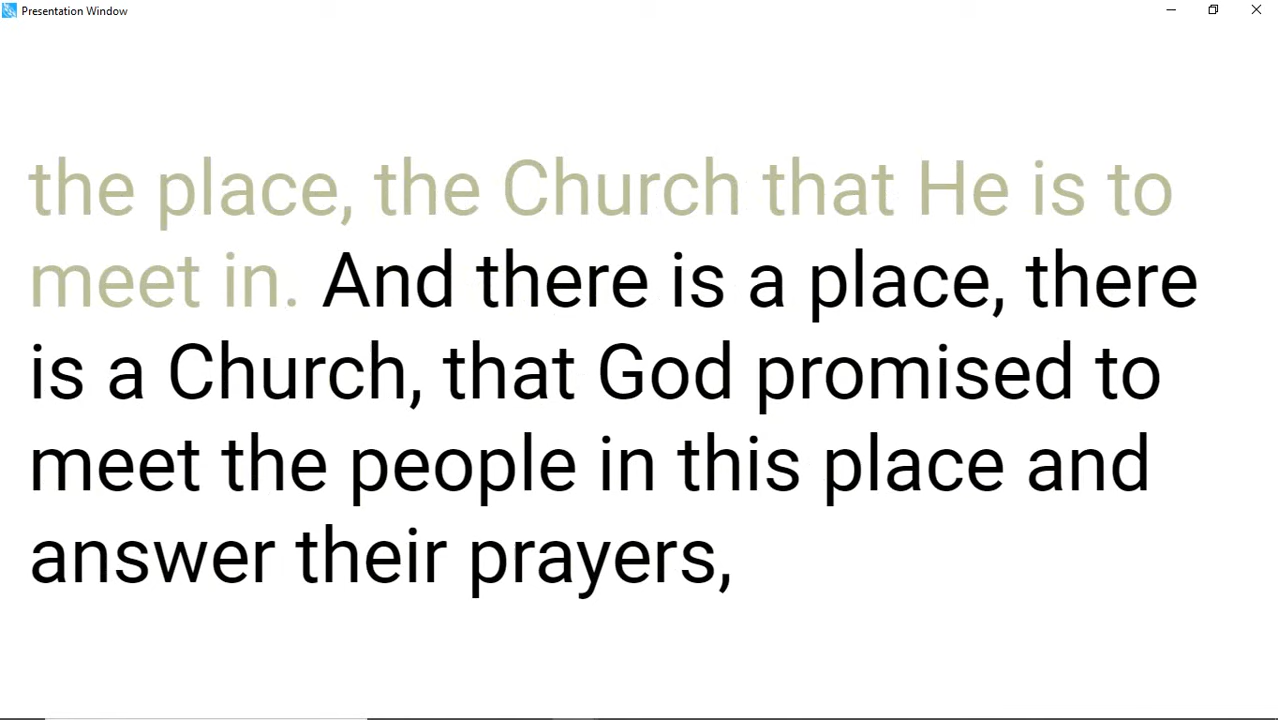 Presentation Window
the place, the Church that He is to
meet in. And there is a place, there
is a Church, that God promised to
meet the people in this place and
answer their prayers,